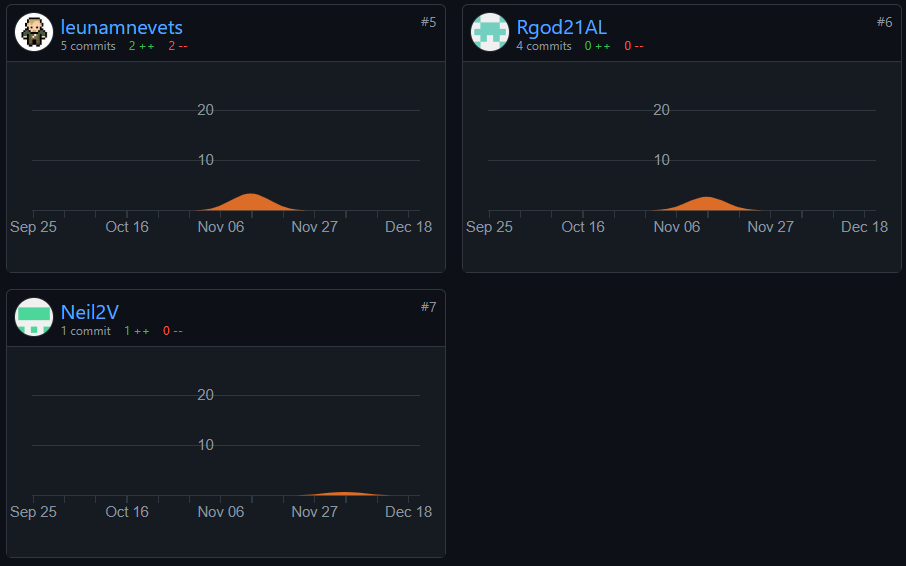 leunamnevets #5
5 commits 2 ++ 2 --
20
10
Sep 25 Oct 16 Nov 06 Nov 27 Dec 18
Rgod21AL #6
4 commits 0 ++ 0 --
20
10
Sep 25 Oct 16 Nov 06 Nov 27 Dec 18
Neil2V #7
1 commit 1 ++ 0 --
20
10
Sep 25 Oct 16 Nov 06 Nov 27 Dec 18